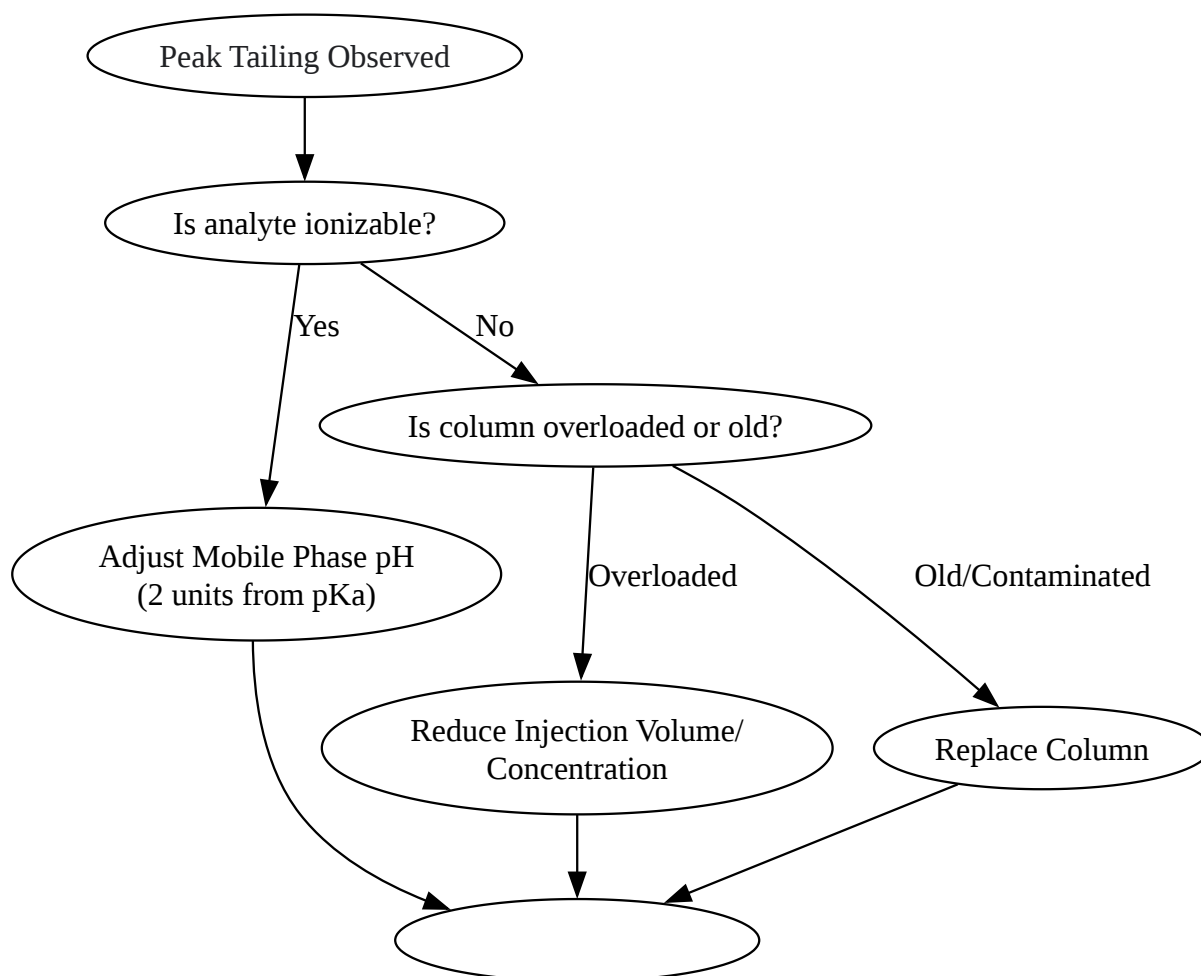 Peak Tailing Observed
Is analyte ionizable?
Yes
No
Is column overloaded or old?
Adjust Mobile Phase pH
(2 units from pKa)
Overloaded
Old/Contaminated
Reduce Injection Volume/
Concentration
Replace Column